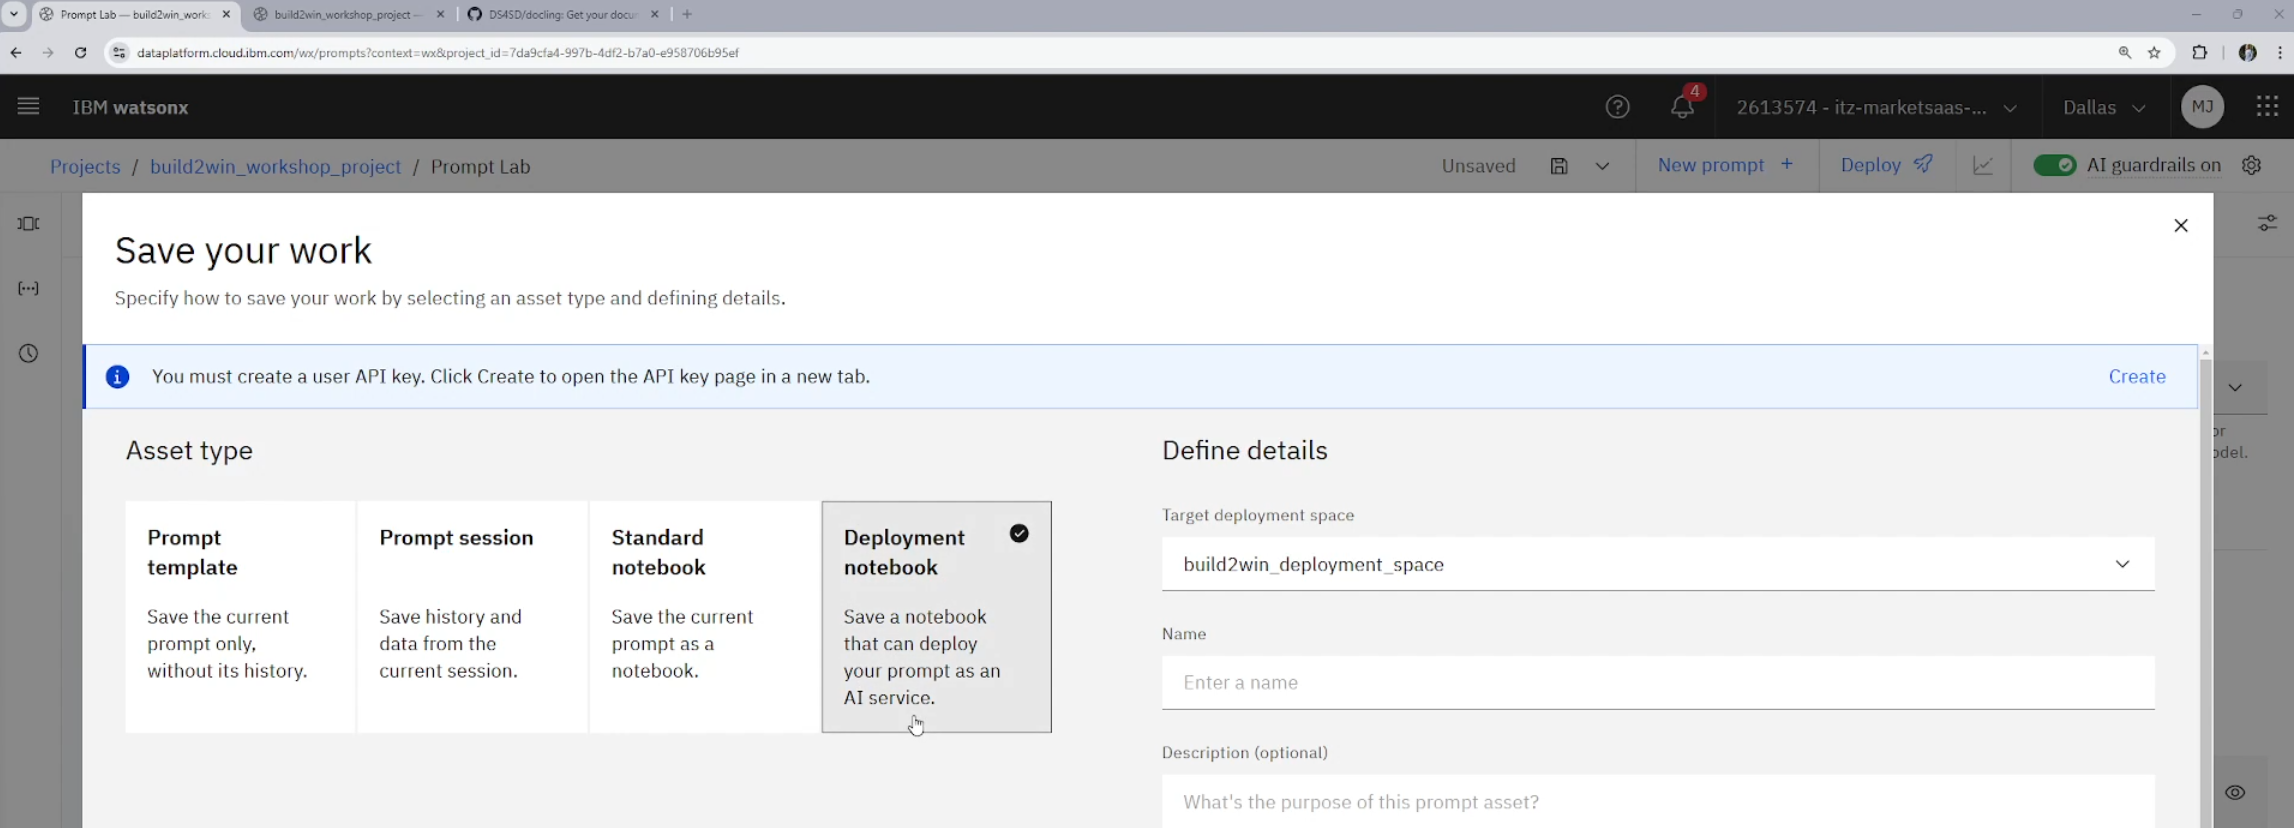 Prompt Lab — build2win_works
build2win_workshop_project —
DS4SD/docling: Get your docu
dataplatform.cloud.ibm.com/wx/prompts?context=wx&project_id=7da9cfa4-997b-4df2-b7a0-e958706b95ef
IBM watsonx
4
2613574 - itz-marketsaas-...
Dallas
MJ
Projects / build2win_workshop_project / Prompt Lab
Unsaved
New prompt +
Deploy
AI guardrails on
Save your work
Specify how to save your work by selecting an asset type and defining details.
You must create a user API key. Click Create to open the API key page in a new tab.
Create
or
odel.
Asset type
Prompt
template
Save the current
prompt only,
without its history.
Prompt session
Save history and
data from the
current session.
Standard
notebook
Save the current
prompt as a
notebook.
Deployment
notebook
Save a notebook
that can deploy
your prompt as an
AI service.
Define details
Target deployment space
build2win_deployment_space
Name
Enter a name
Description (optional)
What's the purpose of this prompt asset?